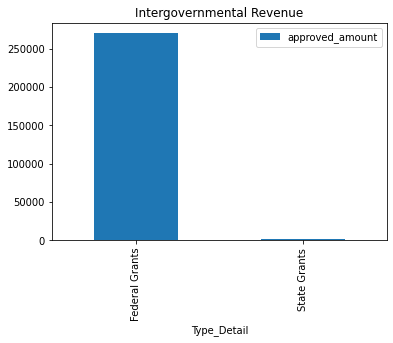 Intergovernmental Revenue
approved_amount
250000
200000
150000
100000
50000
0
Federal Grants
State Grants
Type_Detail